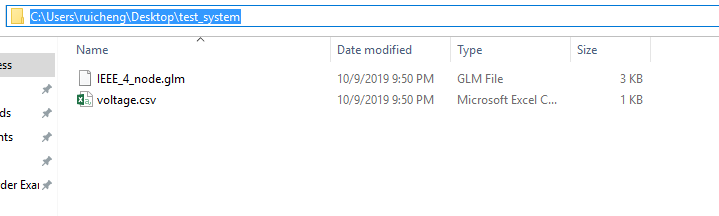 C:\Users\ruicheng\Desktop\test_system
Name Date modified Type Size
ess
IEEE_4_node.glm 10/9/2019 9:50 PM GLM File 3 KB
voltage.csv 10/9/2019 9:50 PM Microsoft Excel C... 1 KB
ds
nts
der Exar